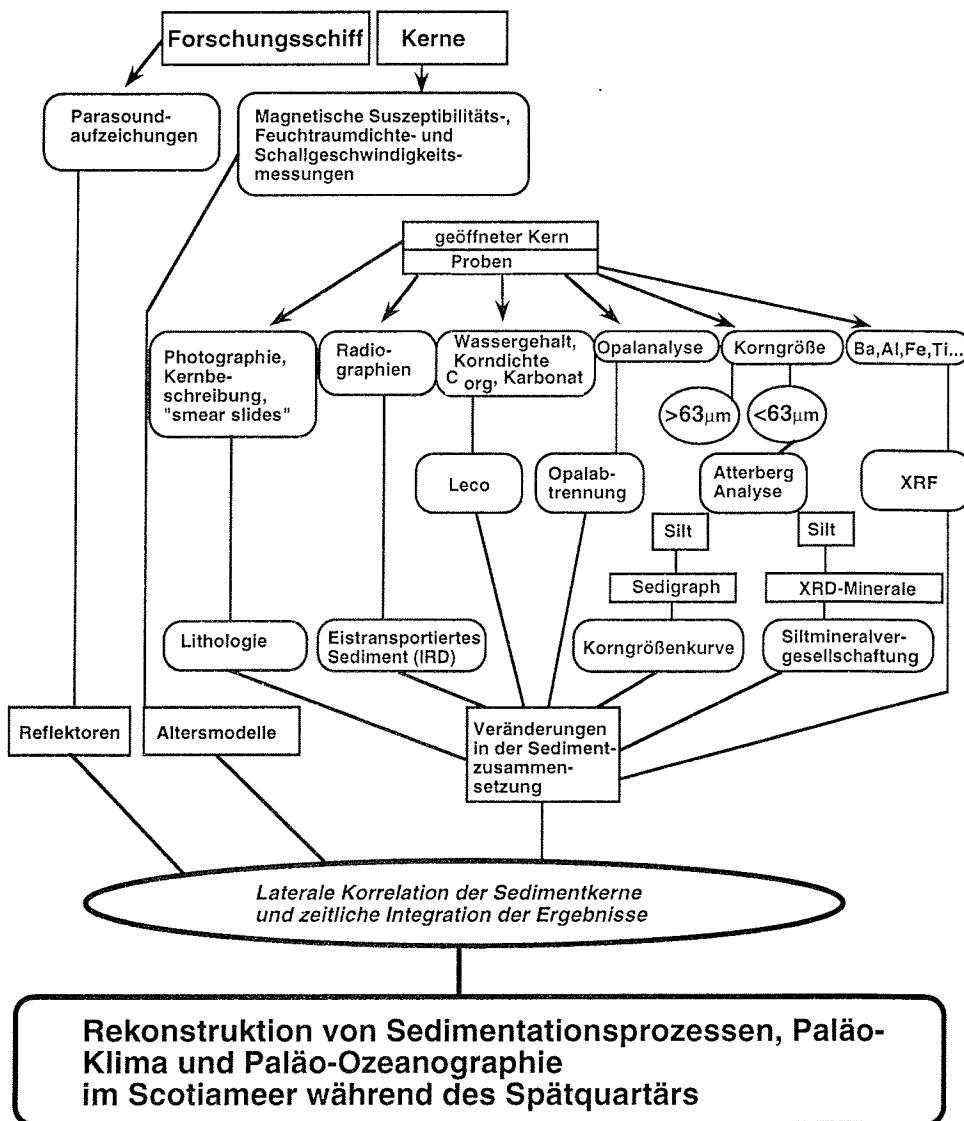 Forschungsschiff
Kerne
Parasound-
aufzeichungen
Magnetische Suszeptibilitäts-,
Feuchtraumdichte- und
Schallgeschwindigkeits-
messungen
geöffneter Kern
Proben
Photographie,
Kernbe-
schreibung,
"smear slides"
Radio-
graphien
Wassergehalt,
Korndichte
C org, Karbonat
Opalanalyse
Korngröße
Ba,Al,Fe,Ti...
>63µm
<63µm
Leco
Opalab-
trennung
Atterberg
Analyse
XRF
Silt
Silt
Sedigraph
XRD-Minerale
Lithologie
Eistransportiertes
Sediment (IRD)
Korngrößenkurve
Siltmineralver-
gesellschaftung
Reflektoren
Altersmodelle
Veränderungen
in der Sediment-
zusammen-
setzung
Laterale Korrelation der Sedimentkerne
und zeitliche Integration der Ergebnisse
Rekonstruktion von Sedimentationsprozessen, Paläo-
Klima und Paläo-Ozeanographie
im Scotiameer während des Spätquartärs